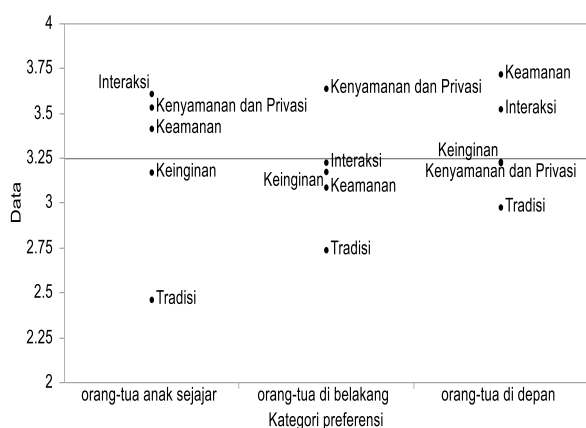 4
3.75
3.5
3.25
3
2.75
2.5
2.25
2
Data
Interaksi
Kenyamanan dan Privasi
Keamanan
Keinginan
Tradisi
Kenyamanan dan Privasi
Interaksi
Keinginan
Keamanan
Tradisi
Keamanan
Interaksi
Keinginan
Kenyamanan dan Privasi
Tradisi
orang-tua anak sejajar
orang-tua di belakang
orang-tua di depan
Kategori preferensi